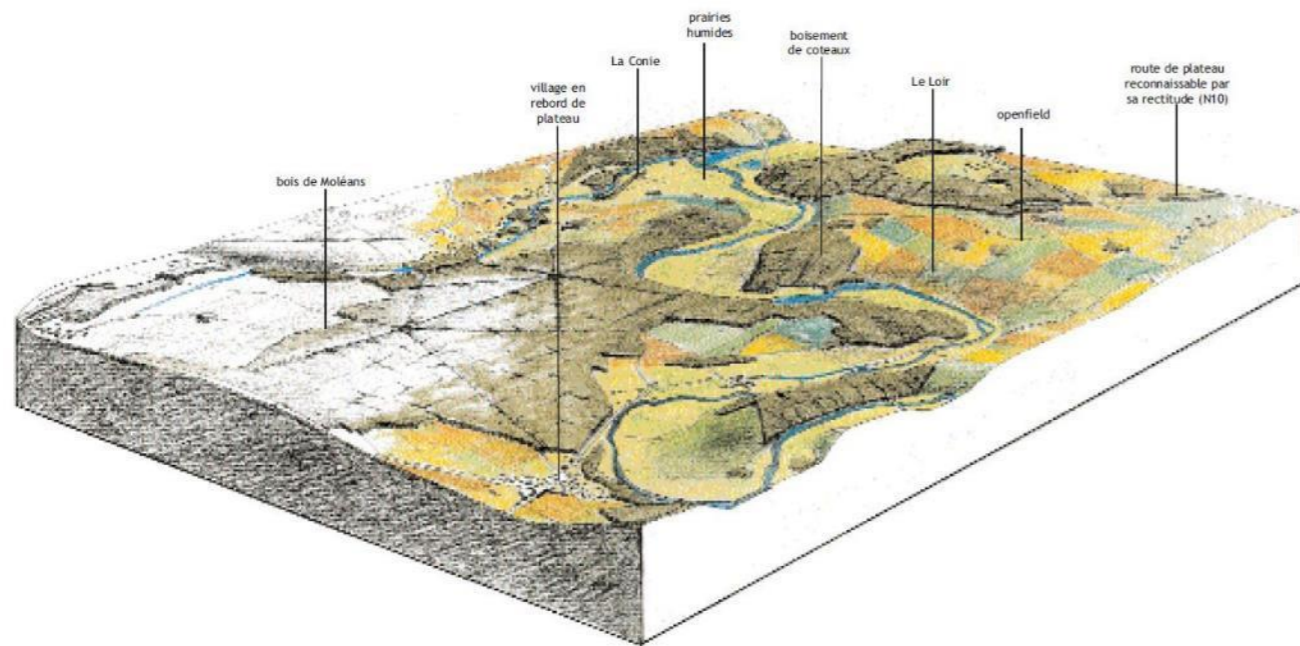 prairies
humides
boisement
de coteaux
La Conie
route de plateau
reconnaissable par
sa rectitude (N10)
Le Loir
village en
rebord de
plateau
openfield
bois de Moléans